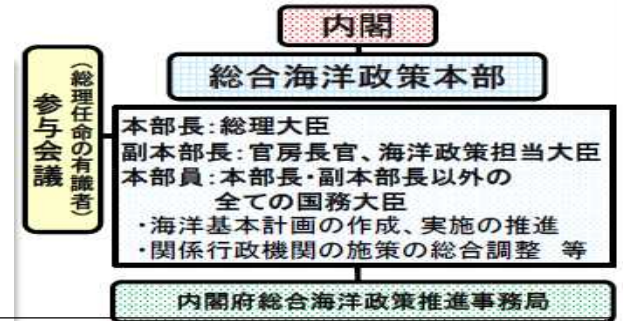 内閣
総合海洋政策本部
参与会議
（総理任命の有識者）
本部長：総理大臣
副本部長：官房長官、海洋政策担当大臣
本部員：本部長・副本部長以外の
全ての国務大臣
・海洋基本計画の作成、実施の推進
・関係行政機関の施策の総合調整　等
内閣府総合海洋政策推進事務局